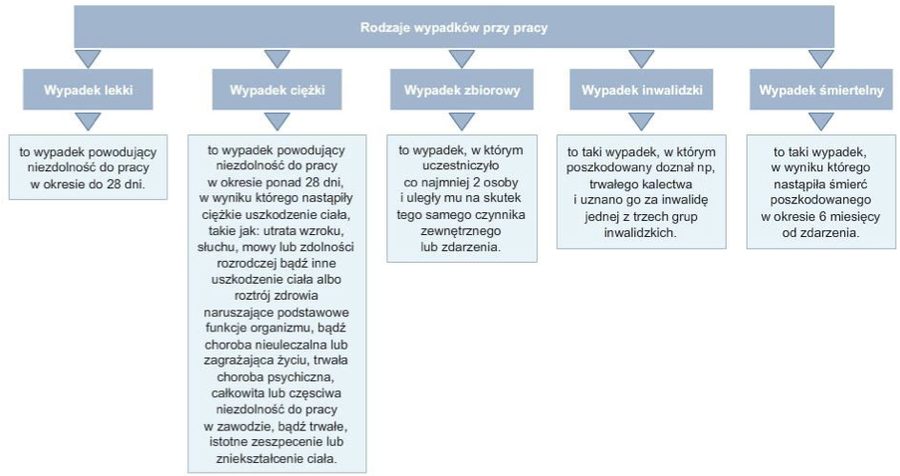 Rodzaje wypadków przy pracy
Wypadek lekki
to wypadek powodujący
niezdolność do pracy
w okresie do 28 dni.
Wypadek ciężki
to wypadek powodujący
niezdolność do pracy
w okresie ponad 28 dni,
w wyniku którego nastąpiły
ciężkie uszkodzenie ciała,
takie jak: utrata wzroku,
słuchu, mowy lub zdolności
rozrodczej bądź inne
uszkodzenie ciała albo
roztrój zdrowia
naruszające podstawowe
funkcje organizmu, bądź
choroba nieuleczalna lub
zagrażająca życiu, trwała
choroba psychiczna,
całkowita lub częsciwa
niezdolność do pracy
w zawodzie, bądź trwałe,
istotne zeszpecenie lub
zniekształcenie ciała.
Wypadek zbiorowy
to wypadek, w którym
uczestniczyło
co najmniej 2 osoby
i uległy mu na skutek
tego samego czynnika
zewnętrznego
lub zdarzenia.
Wypadek inwalidzki
to taki wypadek, w którym
poszkodowany doznał np,
trwałego kalectwa
i uznano go za inwalidę
jednej z trzech grup
inwalidzkich.
Wypadek śmiertelny
to taki wypadek,
w wyniku którego
nastąpiła śmierć
poszkodowanego
w okresie 6 miesięcy
od zdarzenia.